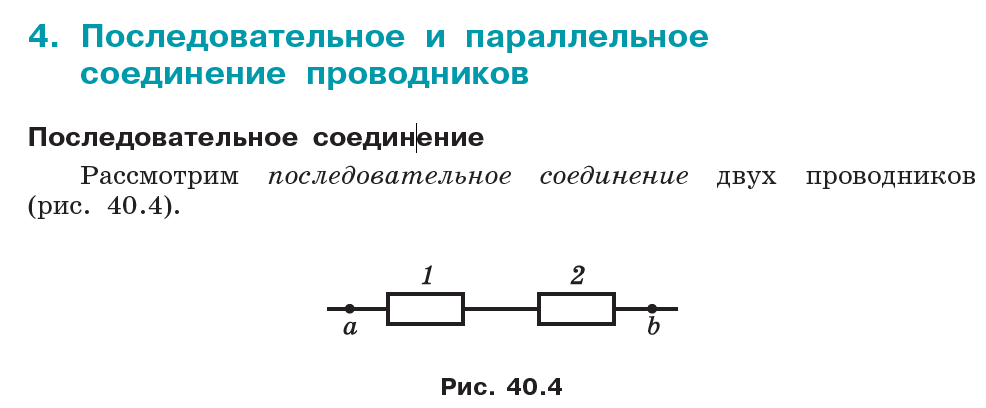 4. Последовательное и параллельное
соединение проводников
Последовательное соединение
Рассмотрим последовательное соединение двух проводников
(рис. 40.4).
1 2
a b
Рис. 40.4